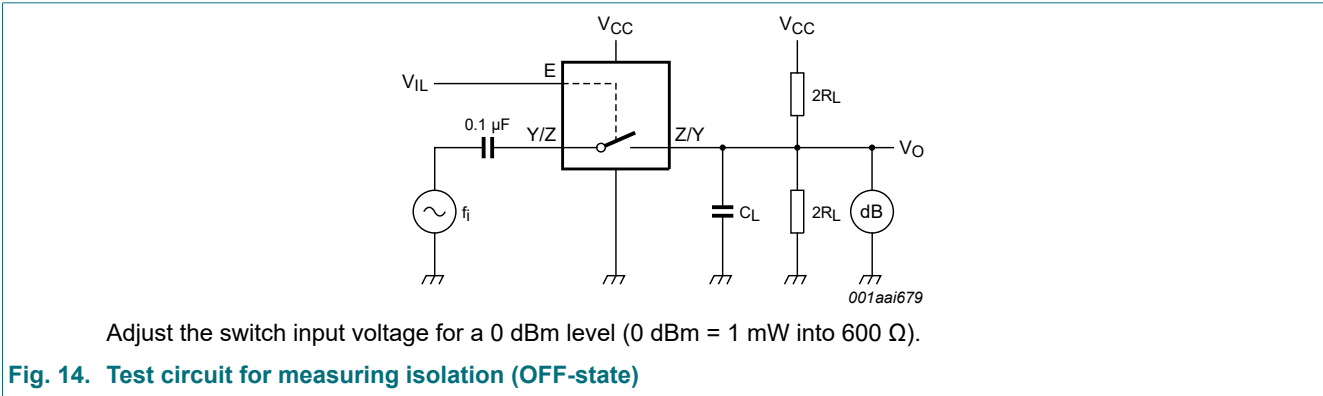 VCC
VCC
VIL
E
2RL
0.1 µF
Y/Z
Z/Y
VO
fi
CL
2RL
dB
001aai679
Adjust the switch input voltage for a 0 dBm level (0 dBm = 1 mW into 600 Ω).
Fig. 14. Test circuit for measuring isolation (OFF-state)